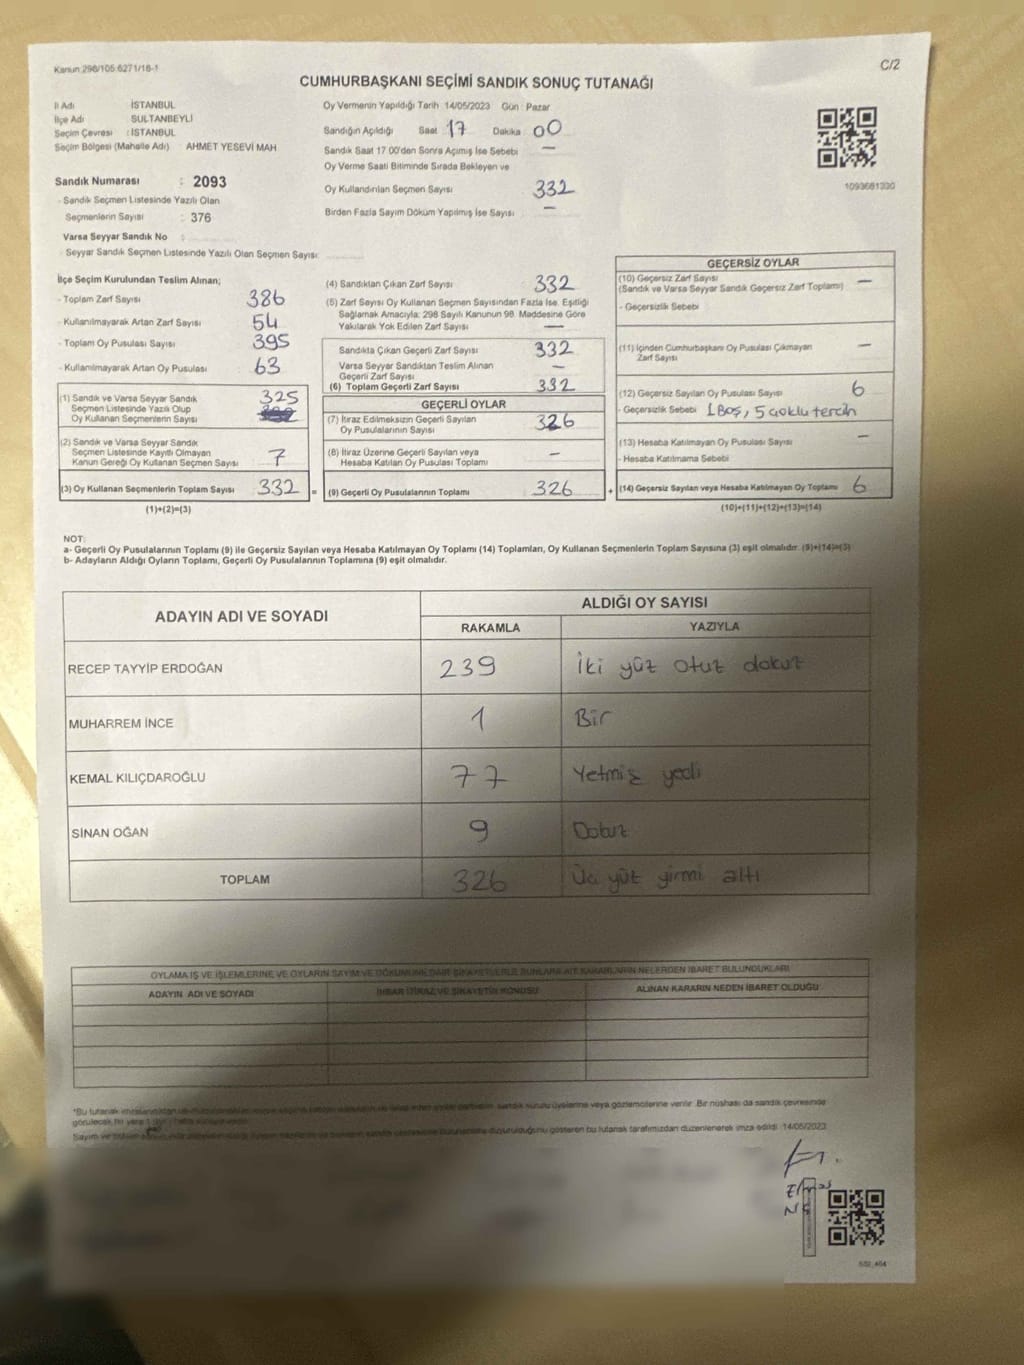 Kanun 298/105 6271/18-1
C/2
CUMHURBAŞKANI SEÇİMİ SANDIK SONUÇ TUTANAĞI
İl Adı İSTANBUL
İlçe Adı SULTANBEYLİ
Seçim Çevresi : İSTANBUL
Seçim Bölgesi (Mahalle Adı) AHMET YESEVİ MAH
Sandık Numarası : 2093
- Sandık Seçmen Listesinde Yazılı Olan
Seçmenlerin Sayısı : 376
Varsa Seyyar Sandık No :
- Seyyar Sandık Seçmen Listesinde Yazılı Olan Seçmen Sayısı:
Oy Vermenin Yapıldığı Tarih 14/05/2023 Gün : Pazar
Sandığın Açıldığı Saat 17 Dakika 00
Sandık Saat 17.00'den Sonra Açımış İse Sebebi —
Oy Verme Saati Bitiminde Sırada Bekleyen ve
Oy Kullandırılan Seçmen Sayısı 332
Birden Fazla Sayım Döküm Yapılmış İse Sayısı : —
1093681330
İlçe Seçim Kurulundan Teslim Alınan;
- Toplam Zarf Sayısı 386
- Kullanılmayarak Artan Zarf Sayısı 54
- Toplam Oy Pusulası Sayısı 395
- Kullanılmayarak Artan Oy Pusulası 63
(1) Sandık ve Varsa Seyyar Sandık 325
Seçmen Listesinde Yazılı Olup
Oy Kullanan Seçmenlerin Sayısı
(2) Sandık ve Varsa Seyyar Sandık
Seçmen Listesinde Kayıtlı Olmayan
Kanun Gereği Oy Kullanan Seçmen Sayısı 7
(3) Oy Kullanan Seçmenlerin Toplam Sayısı 332 =
(1)+(2)=(3)
(4) Sandıktan Çıkan Zarf Sayısı : 332
(5) Zarf Sayısı Oy Kullanan Seçmen Sayısından Fazla İse, Eşitliği
Sağlamak Amacıyla; 298 Sayılı Kanunun 98. Maddesine Göre
Yakılarak Yok Edilen Zarf Sayısı —
Sandıkta Çıkan Geçerli Zarf Sayısı 332
Varsa Seyyar Sandıktan Teslim Alınan
Geçerli Zarf Sayısı —
(6) Toplam Geçerli Zarf Sayısı 332
GEÇERLİ OYLAR
(7) İtiraz Edilmeksizin Geçerli Sayılan
Oy Pusulalarının Sayısı 326
(8) İtiraz Üzerine Geçerli Sayılan veya
Hesaba Katılan Oy Pusulası Toplamı —
(9) Geçerli Oy Pusulalarının Toplamı 326 +
GEÇERSİZ OYLAR
(10) Geçersiz Zarf Sayısı —
(Sandık ve Varsa Seyyar Sandık Geçersiz Zarf Toplamı)
- Geçersizlik Sebebi
(11) İçinden Cumhurbaşkanı Oy Pusulası Çıkmayan
Zarf Sayısı —
(12) Geçersiz Sayılan Oy Pusulası Sayısı 6
- Geçersizlik Sebebi 1 Boş, 5 çoklu tercih
(13) Hesaba Katılmayan Oy Pusulası Sayısı —
- Hesaba Katılmama Sebebi
(14) Geçersiz Sayılan veya Hesaba Katılmayan Oy Toplamı 6
(10)+(11)+(12)+(13)=(14)
NOT:
a- Geçerli Oy Pusulalarının Toplamı (9) ile Geçersiz Sayılan veya Hesaba Katılmayan Oy Toplamı (14) Toplamları, Oy Kullanan Seçmenlerin Toplam Sayısına (3) eşit olmalıdır. (9)+(14)=(3)
b- Adayların Aldığı Oyların Toplamı, Geçerli Oy Pusulalarının Toplamına (9) eşit olmalıdır.
ADAYIN ADI VE SOYADI
ALDIĞI OY SAYISI
RAKAMLA YAZIYLA
RECEP TAYYİP ERDOĞAN 239 İki yüz otuz dokuz
MUHARREM İNCE 1 Bir
KEMAL KILIÇDAROĞLU 77 Yetmiş yedi
SİNAN OĞAN 9 Dokuz
TOPLAM 326 Üç yüz yirmi altı
OYLAMA İŞ VE İŞLEMLERİNE VE OYLARIN SAYIM VE DÖKÜMÜNE DAİR ŞİKAYETLERLE BUNLARA AİT KARARLARIN NELERDEN İBARET BULUNDUKLARI
ADAYIN ADI VE SOYADI İHBAR İTİRAZ VE ŞİKAYETİN KONUSU ALINAN KARARIN NEDEN İBARET OLDUĞU
*Bu tutanak sandık kurulu üyelerine veya gözlemcilerine verilir. Bir nüshası da sandık çevresinde
görülecek bir yere
Sayım ve duyurulduğunu gösteren bu tutanak tarafımızdan düzenlenerek imza edildi. 14/05/2023